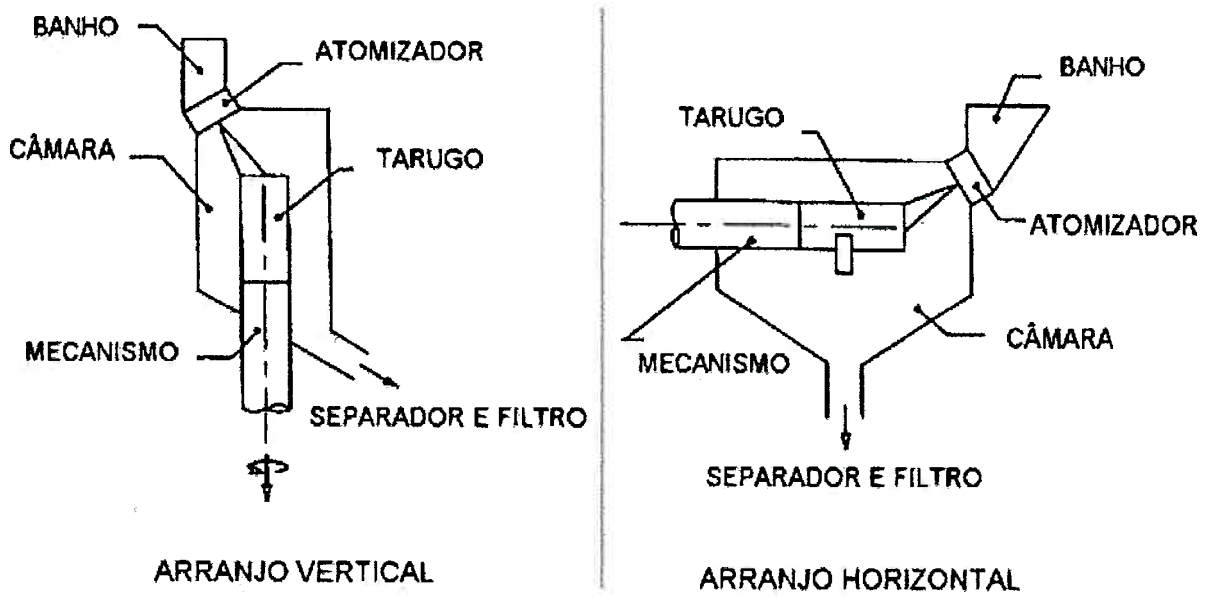 BANHO
ATOMIZADOR
CÂMARA
TARUGO
MECANISMO
SEPARADOR E FILTRO
ARRANJO VERTICAL
BANHO
TARUGO
ATOMIZADOR
CÂMARA
MECANISMO
SEPARADOR E FILTRO
ARRANJO HORIZONTAL